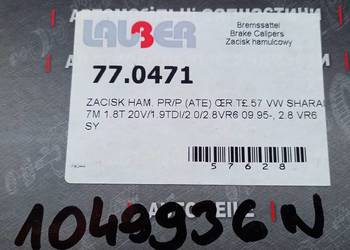 LAUBER
Bremssattel
Brake Calipers
Zacisk hamulcowy
77.0471
ZACISK HAM. PR/P (ATE) ŒR.T£.57 VW SHARAN
7M 1.8T 20V/1.9TDI/2.0/2.8VR6 09.95-, 2.8 VR6
SY
57628
1049936N